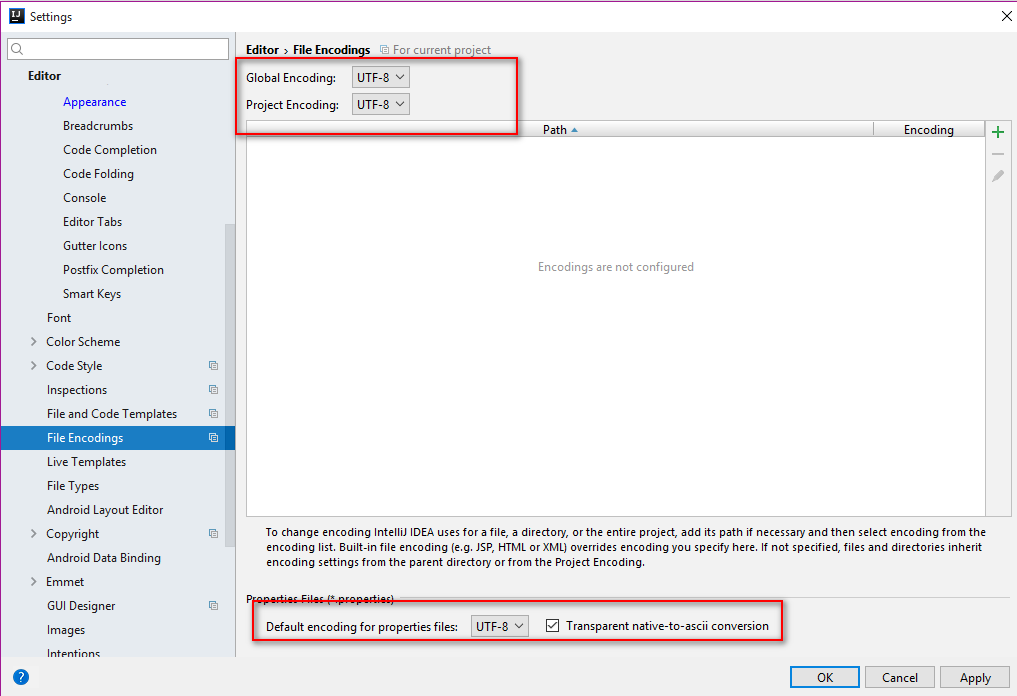 IJ
Settings
Editor
Appearance
Breadcrumbs
Code Completion
Code Folding
Console
Editor Tabs
Gutter Icons
Postfix Completion
Smart Keys
Font
Color Scheme
Code Style
Inspections
File and Code Templates
File Encodings
Live Templates
File Types
Android Layout Editor
Copyright
Android Data Binding
Emmet
GUI Designer
Images
Intentions
Editor › File Encodings For current project
Global Encoding: UTF-8
Project Encoding: UTF-8
Path Encoding
Encodings are not configured
To change encoding IntelliJ IDEA uses for a file, a directory, or the entire project, add its path if necessary and then select encoding from the
encoding list. Built-in file encoding (e.g. JSP, HTML or XML) overrides encoding you specify here. If not specified, files and directories inherit
encoding settings from the parent directory or from the Project Encoding.
Properties Files (*.properties)
Default encoding for properties files: UTF-8 Transparent native-to-ascii conversion
? OK Cancel Apply